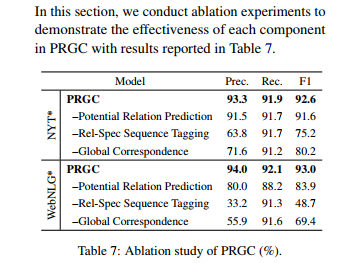 In this section, we conduct ablation experiments to
demonstrate the effectiveness of each component
in PRGC with results reported in Table 7.
Model Prec. Rec. F1
NYT*
PRGC 93.3 91.9 92.6
–Potential Relation Prediction 91.5 91.7 91.6
–Rel-Spec Sequence Tagging 63.8 91.7 75.2
–Global Correspondence 71.6 91.2 80.2
WebNLG*
PRGC 94.0 92.1 93.0
–Potential Relation Prediction 80.0 88.2 83.9
–Rel-Spec Sequence Tagging 33.2 91.3 48.7
–Global Correspondence 55.9 91.6 69.4
Table 7: Ablation study of PRGC (%).